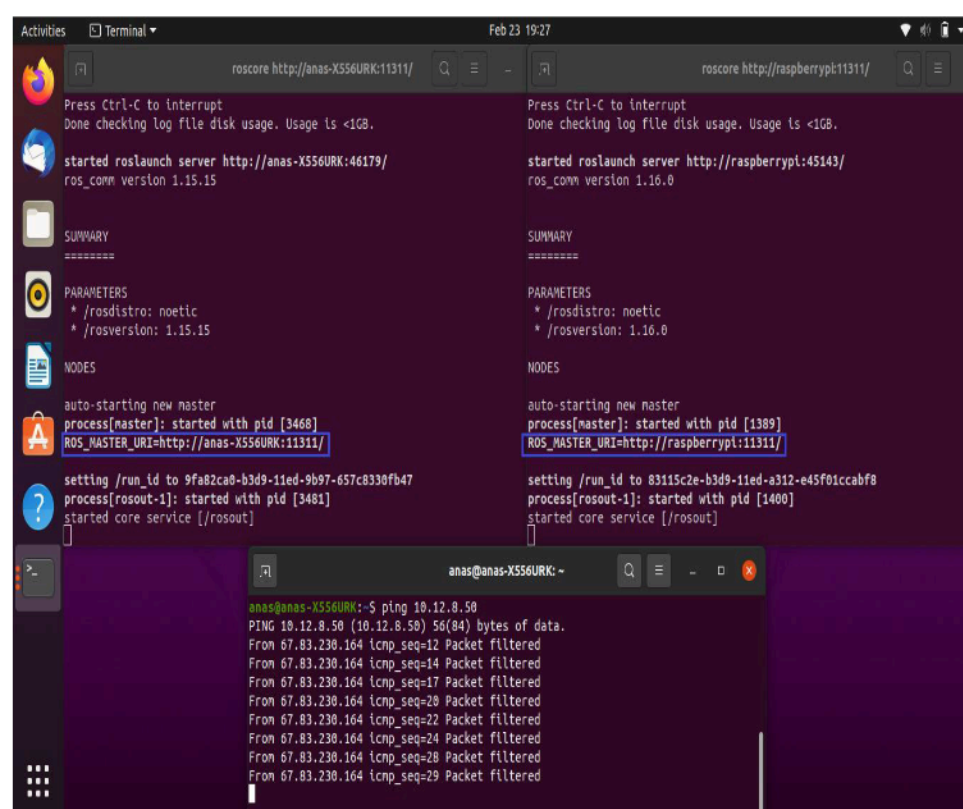 Activities
Terminal
Feb 23 19:27
roscore http://anas-X556URK:11311/
Press Ctrl-C to interrupt
Done checking log file disk usage. Usage is <1GB.
started roslaunch server http://anas-X556URK:46179/
ros_comm version 1.15.15
SUMMARY
========
PARAMETERS
* /rosdistro: noetic
* /rosversion: 1.15.15
NODES
auto-starting new master
process[master]: started with pid [3468]
ROS_MASTER_URI=http://anas-X556URK:11311/
setting /run_id to 9fa82ca0-b3d9-11ed-9b97-657c8330fb47
process[rosout-1]: started with pid [3481]
started core service [/rosout]
roscore http://raspberrypi:11311/
Press Ctrl-C to interrupt
Done checking log file disk usage. Usage is <1GB.
started roslaunch server http://raspberrypi:45143/
ros_comm version 1.16.0
SUMMARY
========
PARAMETERS
* /rosdistro: noetic
* /rosversion: 1.16.0
NODES
auto-starting new master
process[master]: started with pid [1389]
ROS_MASTER_URI=http://raspberrypi:11311/
setting /run_id to 83115c2e-b3d9-11ed-a312-e45f01ccabf8
process[rosout-1]: started with pid [1400]
started core service [/rosout]
anas@anas-X556URK: ~
anas@anas-X556URK:~$ ping 10.12.8.50
PING 10.12.8.50 (10.12.8.50) 56(84) bytes of data.
From 67.83.230.164 icmp_seq=12 Packet filtered
From 67.83.230.164 icmp_seq=14 Packet filtered
From 67.83.230.164 icmp_seq=17 Packet filtered
From 67.83.230.164 icmp_seq=20 Packet filtered
From 67.83.230.164 icmp_seq=22 Packet filtered
From 67.83.230.164 icmp_seq=24 Packet filtered
From 67.83.230.164 icmp_seq=28 Packet filtered
From 67.83.230.164 icmp_seq=29 Packet filtered